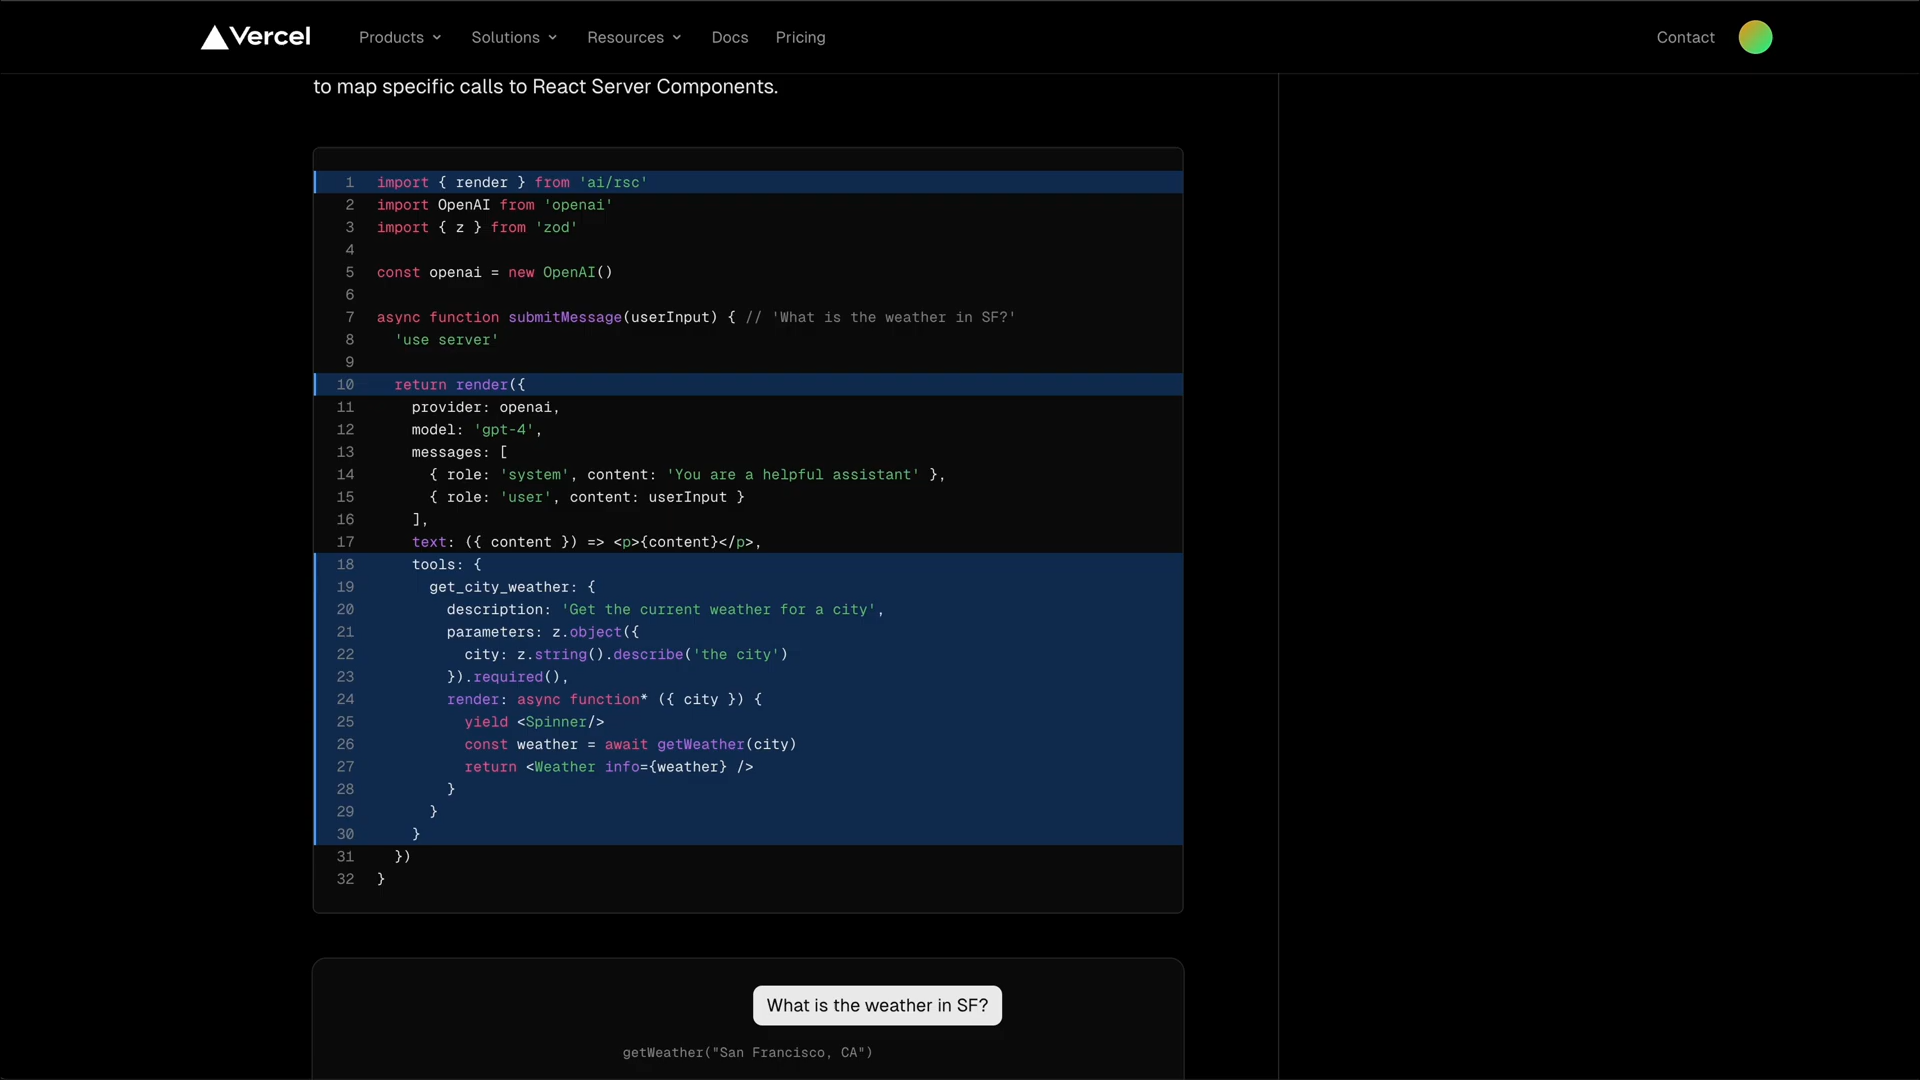 Vercel Products Solutions Resources Docs Pricing Contact
to map specific calls to React Server Components.
1 import { render } from 'ai/rsc'
2 import OpenAI from 'openai'
3 import { z } from 'zod'
4
5 const openai = new OpenAI()
6
7 async function submitMessage(userInput) { // 'What is the weather in SF?'
8   'use server'
9
10   return render({
11     provider: openai,
12     model: 'gpt-4',
13     messages: [
14       { role: 'system', content: 'You are a helpful assistant' },
15       { role: 'user', content: userInput }
16     ],
17     text: ({ content }) => <p>{content}</p>,
18     tools: {
19       get_city_weather: {
20         description: 'Get the current weather for a city',
21         parameters: z.object({
22           city: z.string().describe('the city')
23         }).required(),
24         render: async function* ({ city }) {
25           yield <Spinner/>
26           const weather = await getWeather(city)
27           return <Weather info={weather} />
28         }
29       }
30     }
31   })
32 }
What is the weather in SF?
getWeather("San Francisco, CA")